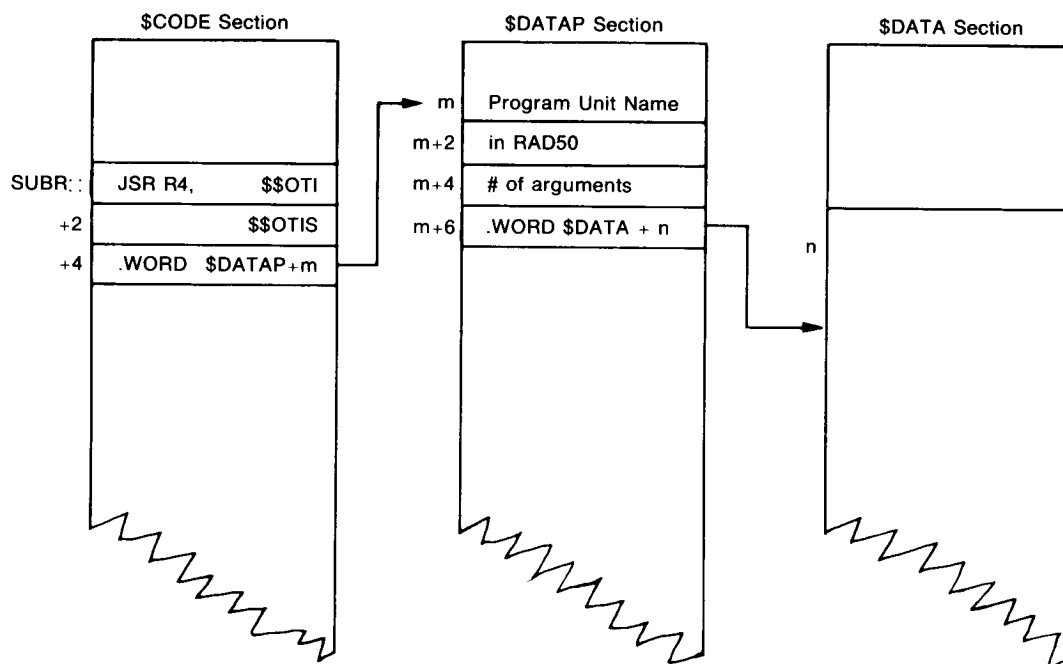 $CODE Section
SUBR:: JSR R4, $$OTI
+2 $$OTIS
+4 .WORD $DATAP+m
$DATAP Section
m Program Unit Name
m+2 in RAD50
m+4 # of arguments
m+6 .WORD $DATA + n
$DATA Section
n